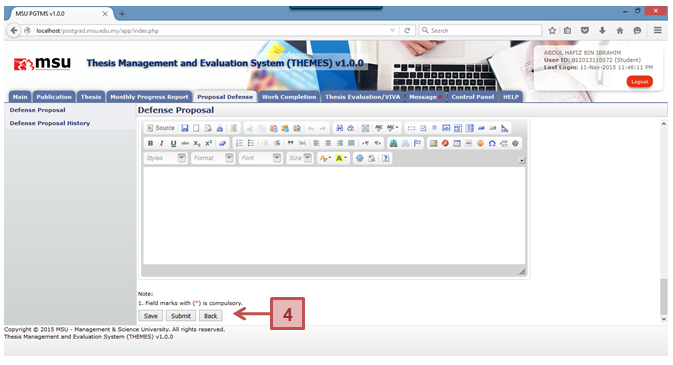 MSU PGTMS v1.0.0
localhost/postgrad.msu.edu.my/app/index.php
Search
msu
Thesis Management and Evaluation System (THEMES) v1.0.0
ABDUL HAFIZ BIN IBRAHIM
User ID: 012013110572 (Student)
Last Login: 11-Nov-2015 11:46:11 PM
Logout
Main Publication Thesis Monthly Progress Report Proposal Defense Work Completion Thesis Evaluation/VIVA Message Control Panel HELP
Defense Proposal
Defense Proposal History
Defense Proposal
Source
B I U abc X₂ X²
Styles Format Font Size
Note:
1. Field marks with (*) is compulsory.
Save Submit Back
4
Copyright © 2015 MSU - Management & Science University. All rights reserved.
Thesis Management and Evaluation System (THEMES) v1.0.0